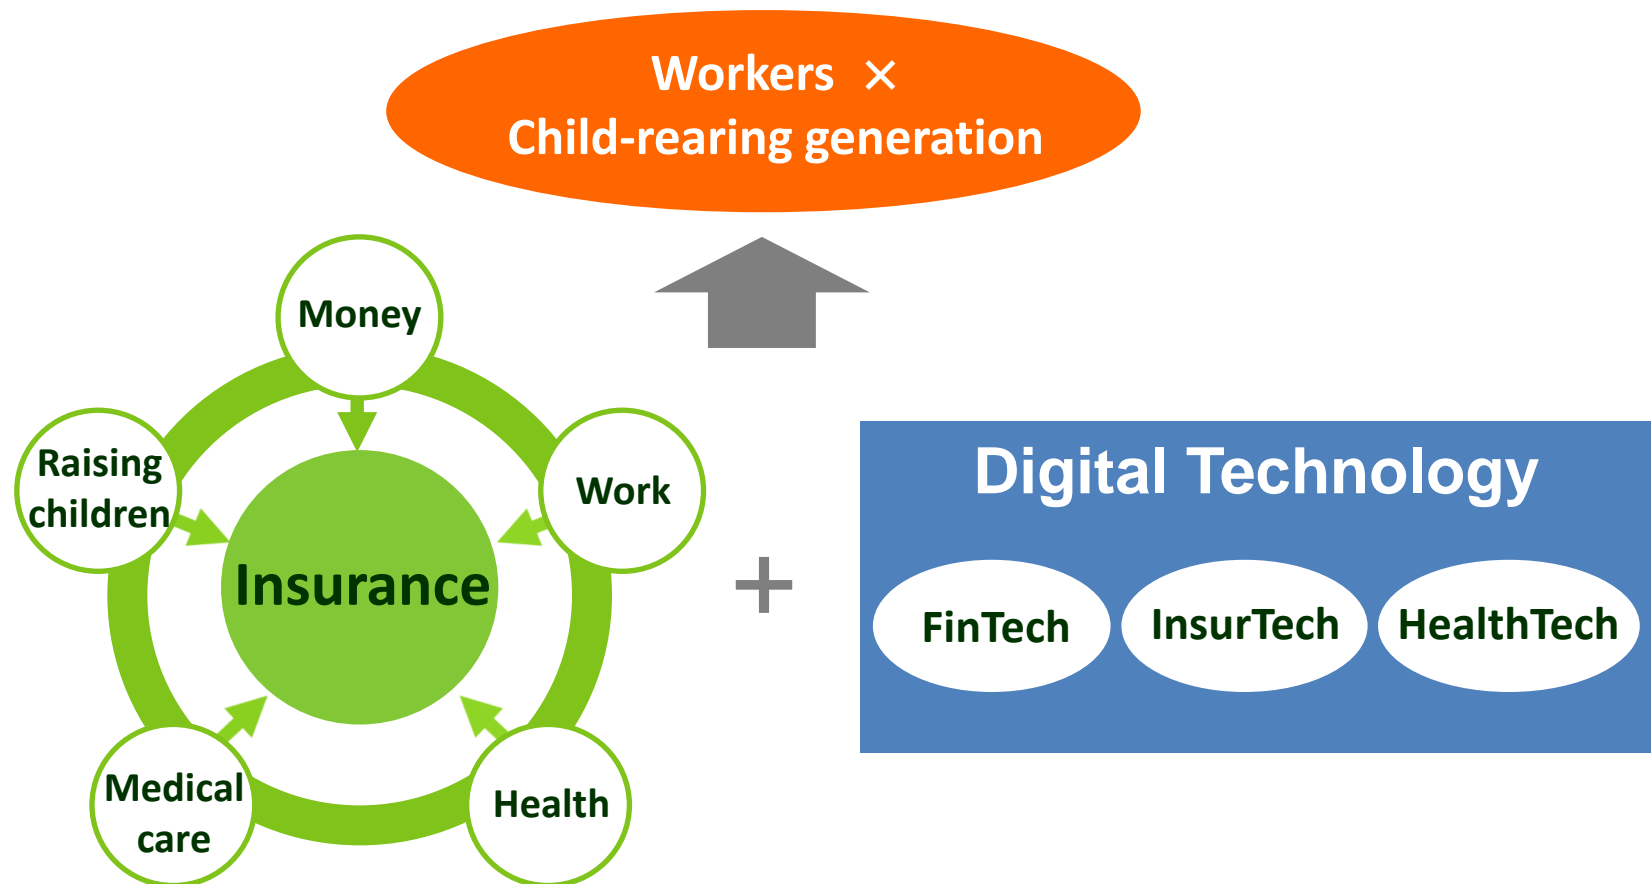 Workers ×
Child-rearing generation
Money
Raising
children
Work
Insurance
Medical
care
Health
+
Digital Technology
FinTech
InsurTech
HealthTech